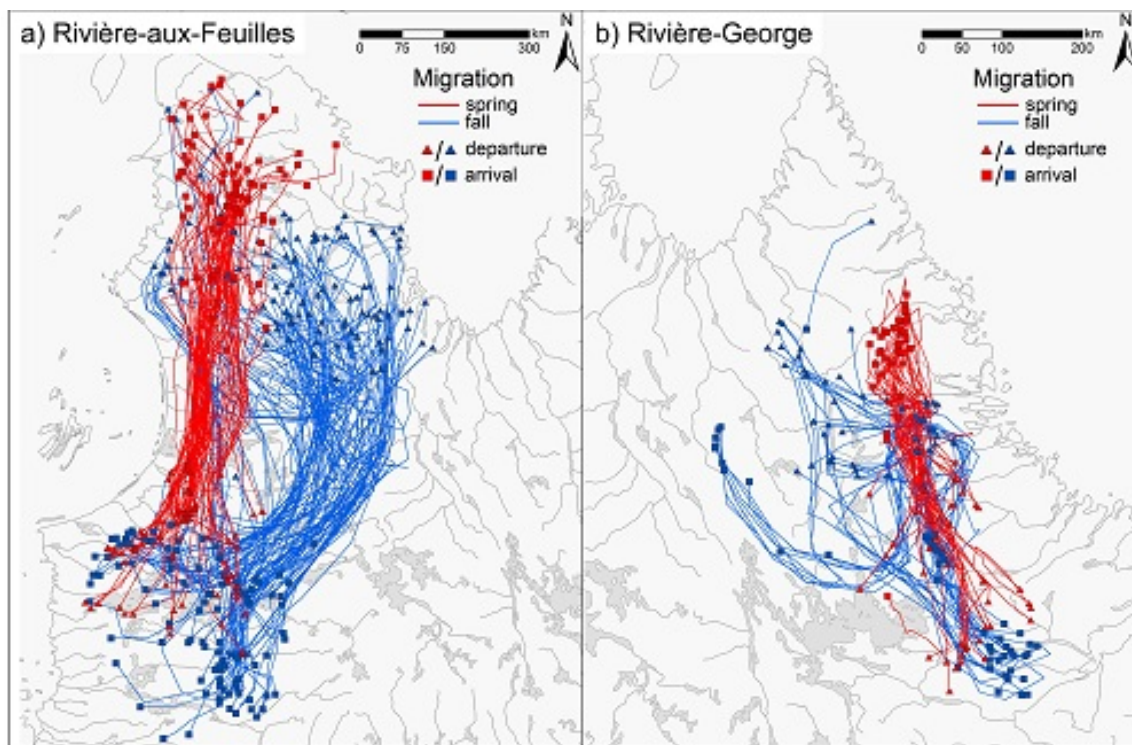 a) Rivière-aux-Feuilles
km
0 75 150 300
N
Migration
spring
fall
departure
arrival
b) Rivière-George
km
0 50 100 200
N
Migration
spring
fall
departure
arrival